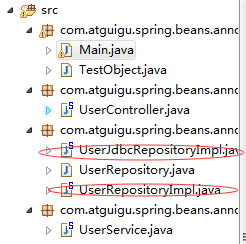 src
com.atguigu.spring.beans.anno
Main.java
TestObject.java
com.atguigu.spring.beans.anno
UserController.java
com.atguigu.spring.beans.anno
UserJdbcRepositoryImpl.jav
UserRepository.java
UserRepositoryImpl.java
com.atguigu.spring.beans.anno
UserService.java